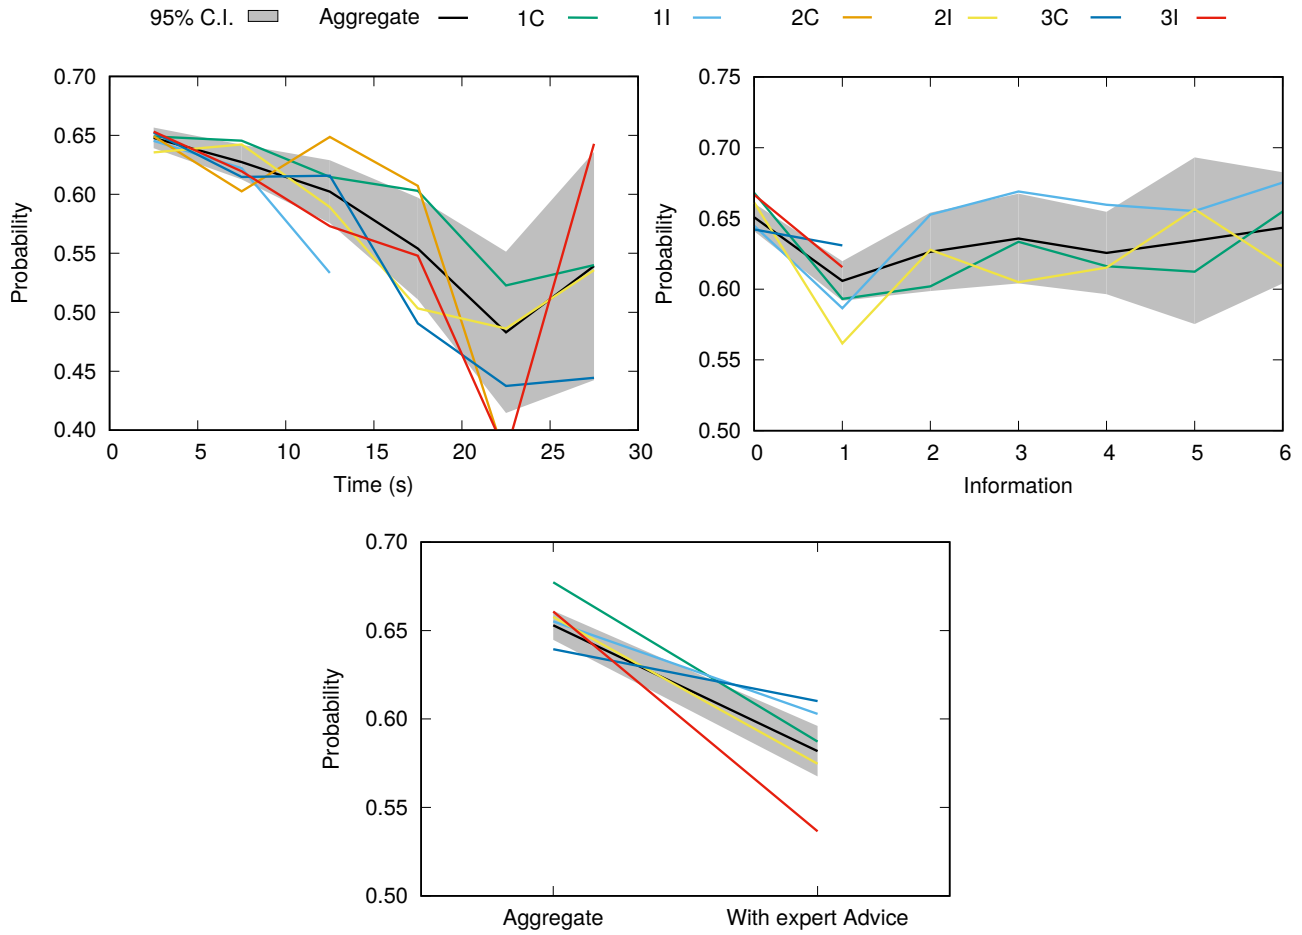 95% C.I. Aggregate 1C 1I 2C 2I 3C 3I
0.70
0.65
0.60
0.55
0.50
0.45
0.40
Probability
0 5 10 15 20 25 30
Time (s)
0.75
0.70
0.65
0.60
0.55
0.50
Probability
0 1 2 3 4 5 6
Information
0.70
0.65
0.60
0.55
0.50
Probability
Aggregate With expert Advice